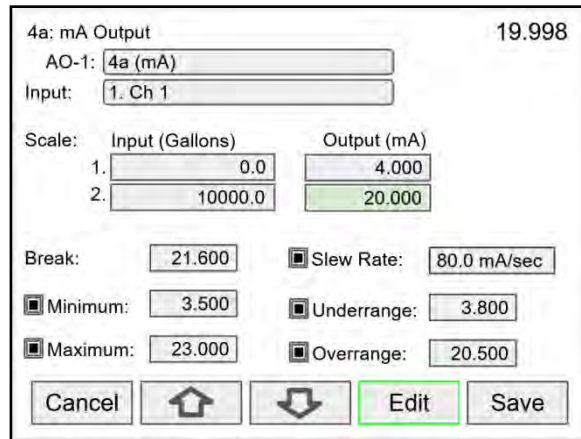 4a: mA Output 19.998
AO-1: 4a (mA)
Input: 1. Ch 1
Scale: Input (Gallons) Output (mA)
1. 0.0 4.000
2. 10000.0 20.000
Break: 21.600 Slew Rate: 80.0 mA/sec
Minimum: 3.500 Underrange: 3.800
Maximum: 23.000 Overrange: 20.500
Cancel Edit Save